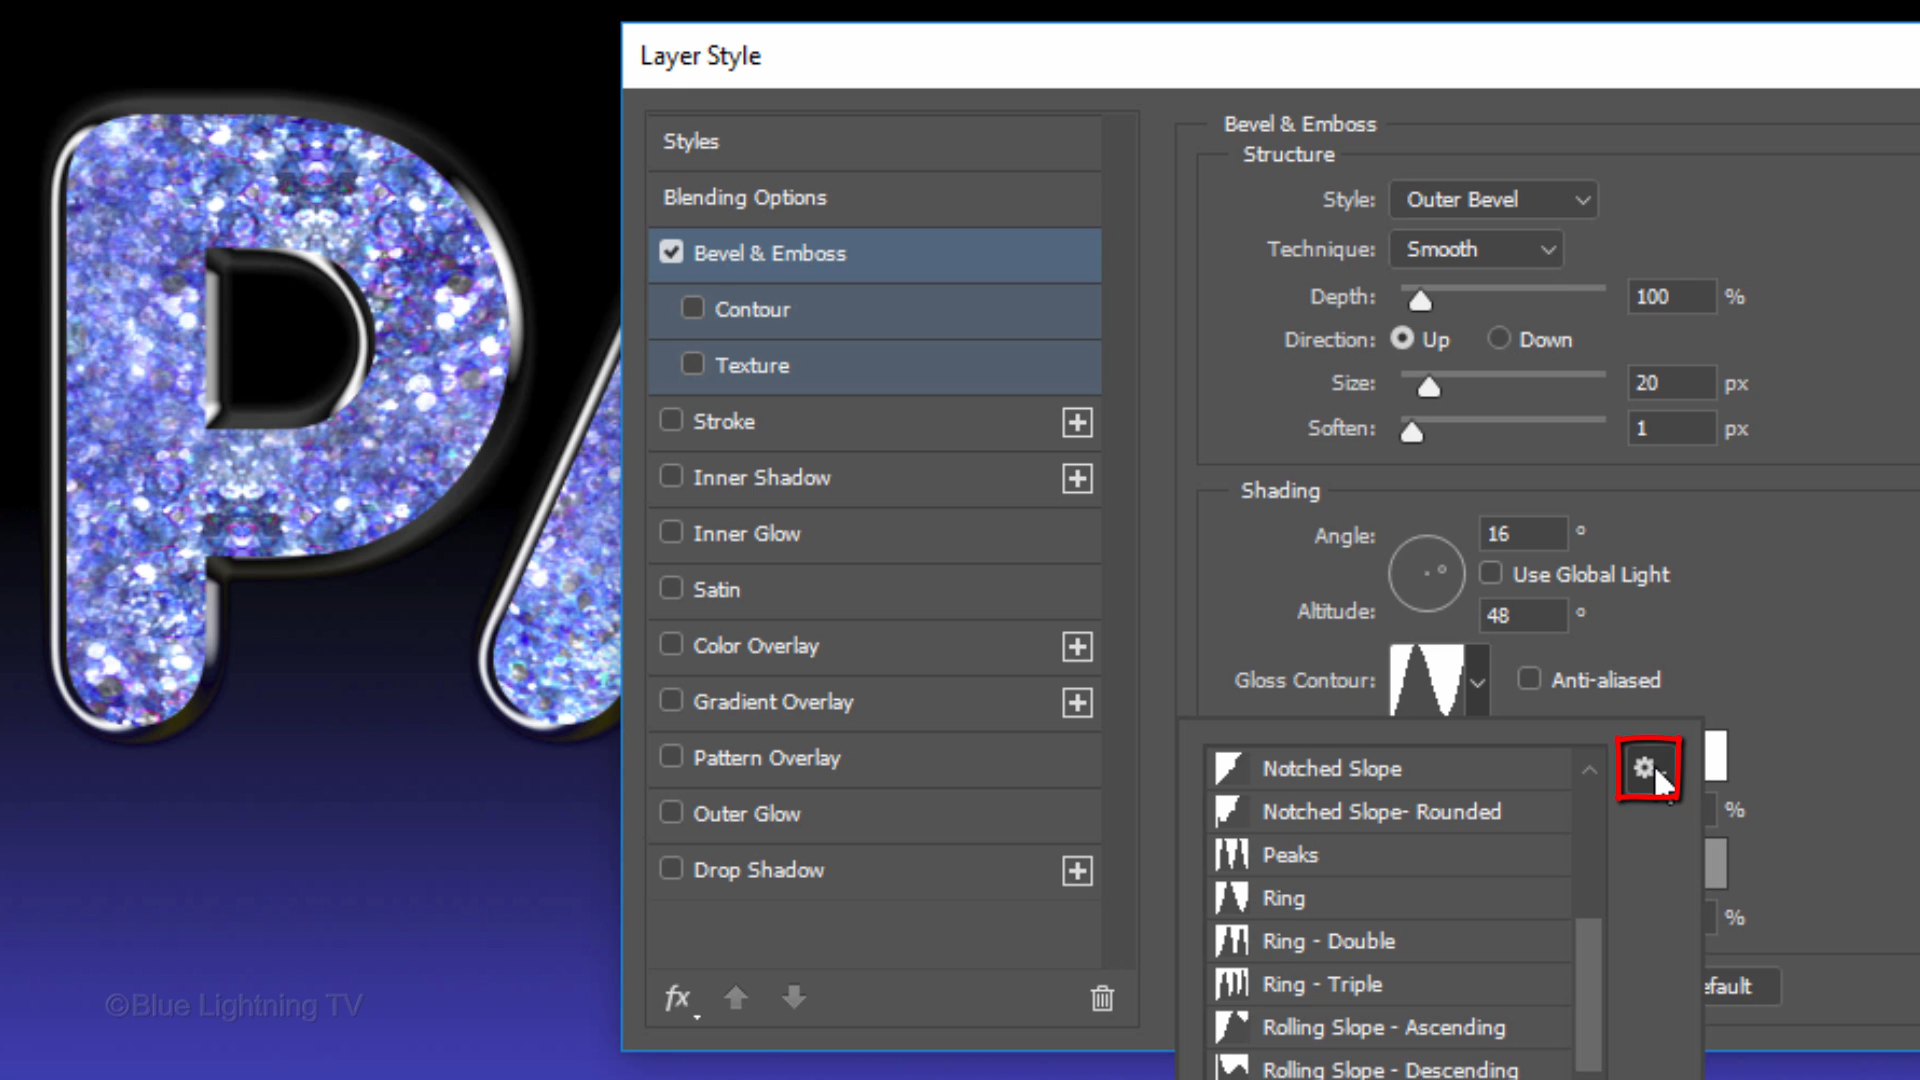 PA
Layer Style
Styles
Blending Options
Bevel & Emboss
Contour
Texture
Stroke
Inner Shadow
Inner Glow
Satin
Color Overlay
Gradient Overlay
Pattern Overlay
Outer Glow
Drop Shadow
fx
Bevel & Emboss
Structure
Style: Outer Bevel
Technique: Smooth
Depth: 100 %
Direction: Up Down
Size: 20 px
Soften: 1 px
Shading
Angle: 16 °
Use Global Light
Altitude: 48 °
Gloss Contour: Anti-aliased
Notched Slope
Notched Slope- Rounded
%
Peaks
Ring
%
Ring - Double
Ring - Triple
efault
Rolling Slope - Ascending
Rolling Slope - Descending
©Blue Lightning TV